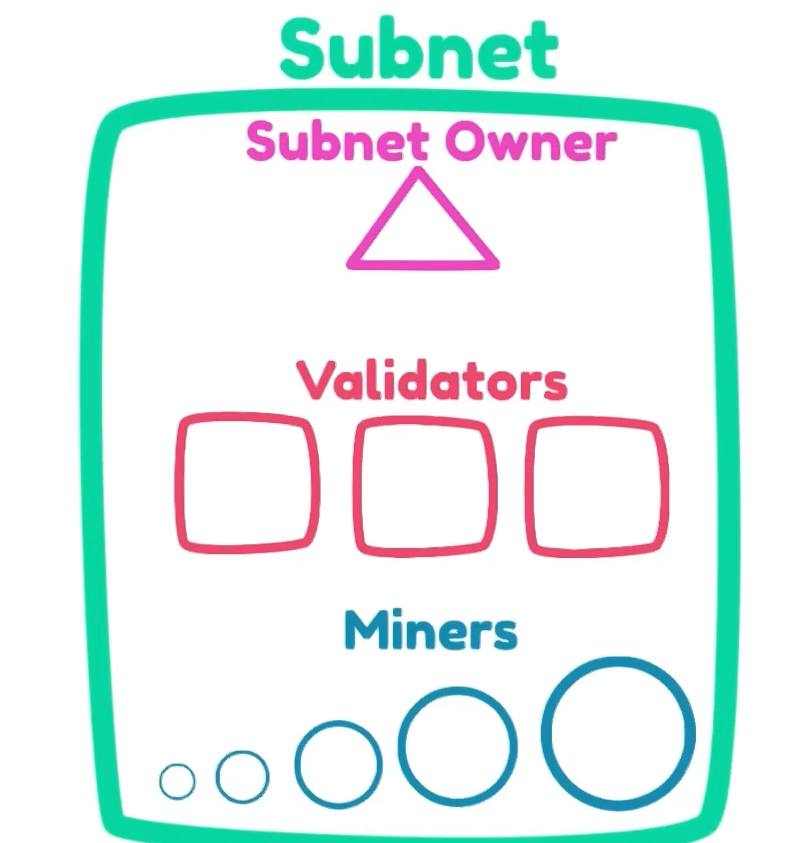 Subnet
Subnet Owner
Validators
Miners